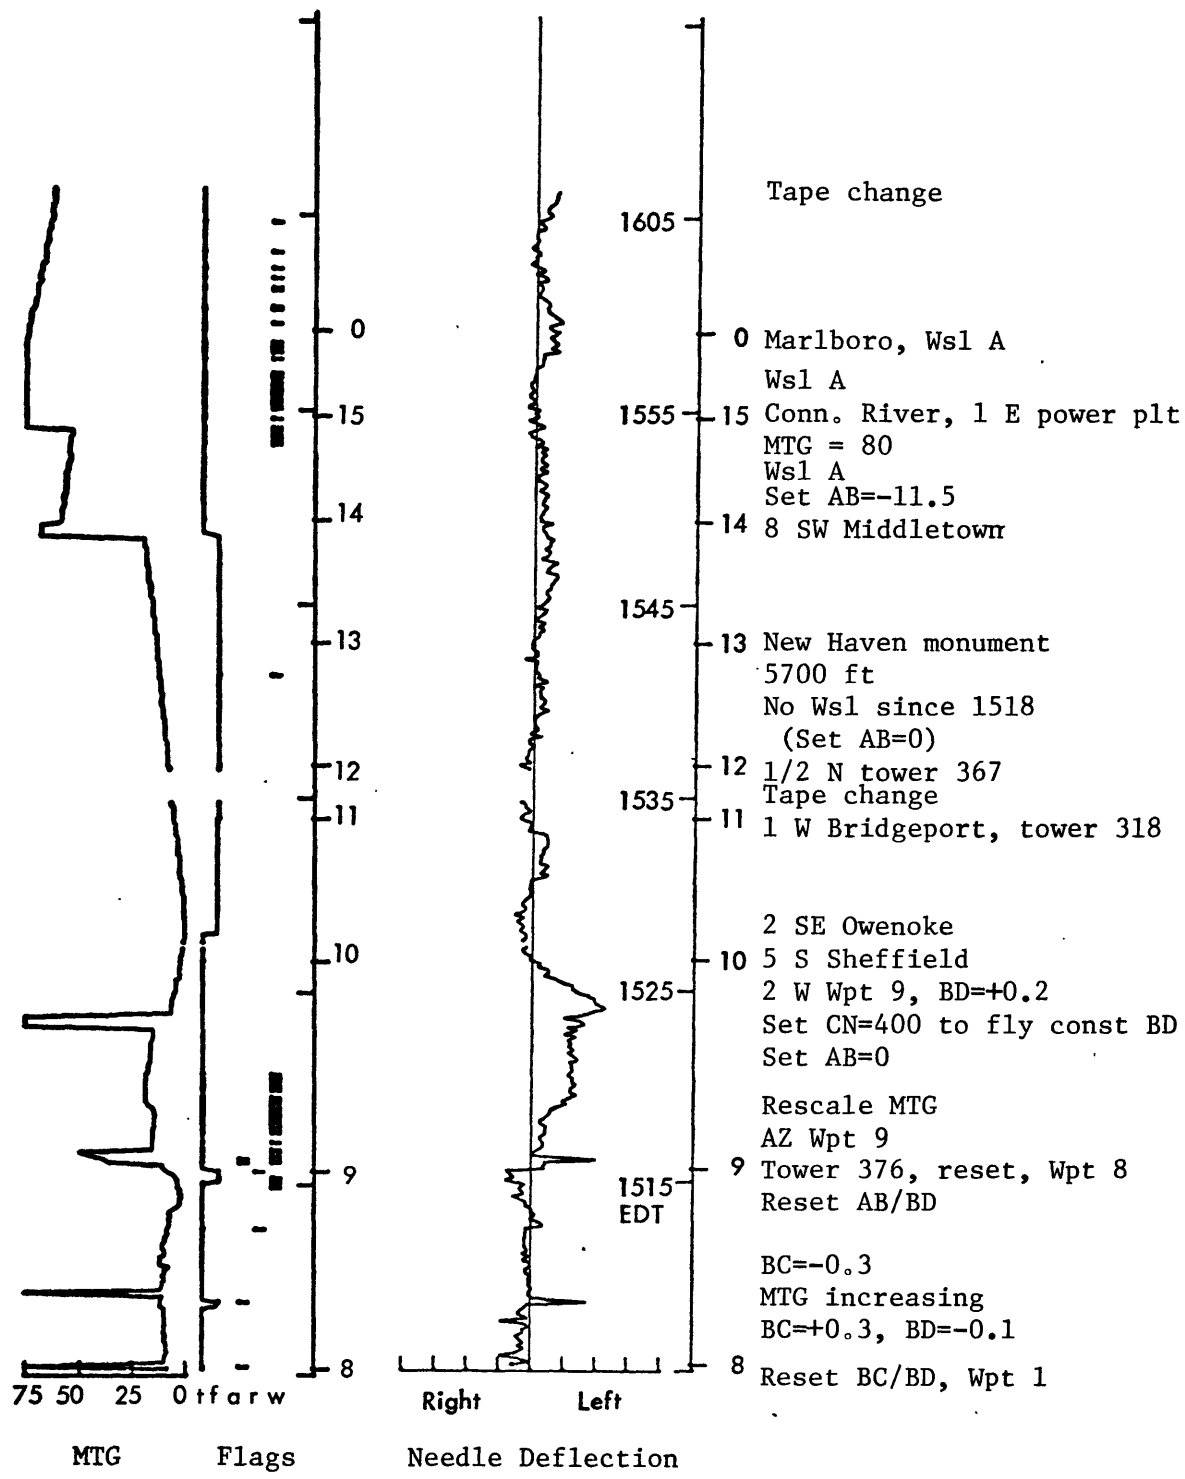 Tape change
1605
0 0 Marlboro, Wsl A
Wsl A
15 1555 15 Conn. River, 1 E power plt
MTG = 80
Wsl A
Set AB=-11.5
14 14 8 SW Middletown
1545
13 13 New Haven monument
5700 ft
No Wsl since 1518
(Set AB=0)
12 12 1/2 N tower 367
1535 Tape change
11 11 1 W Bridgeport, tower 318
2 SE Owenoke
10 10 5 S Sheffield
1525 2 W Wpt 9, BD=+0.2
Set CN=400 to fly const BD
Set AB=0
Rescale MTG
AZ Wpt 9
9 9 Tower 376, reset, Wpt 8
1515 Reset AB/BD
EDT
BC=-0.3
MTG increasing
BC=+0.3, BD=-0.1
8 8 Reset BC/BD, Wpt 1
75 50 25 0 t f a r w Right Left
MTG Flags Needle Deflection